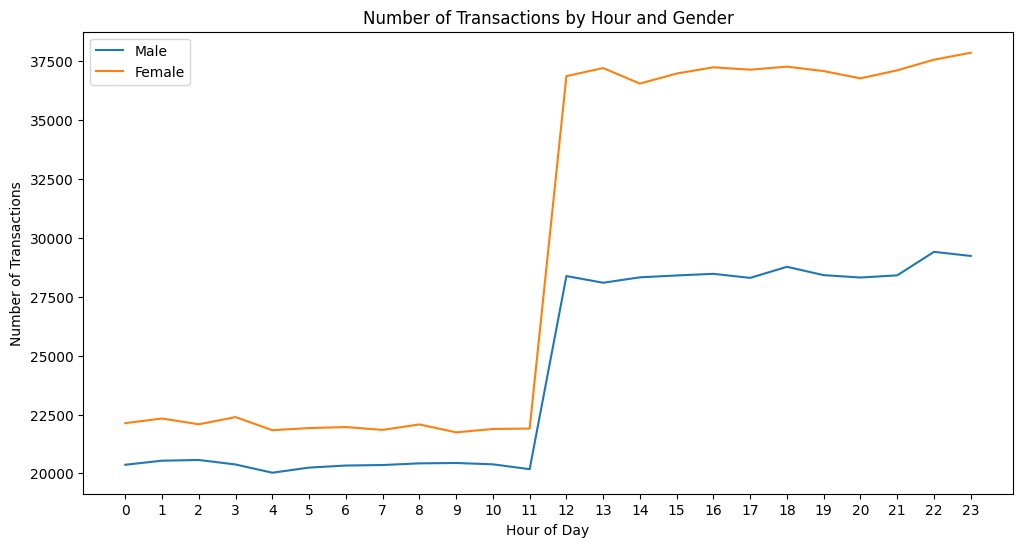 Number of Transactions by Hour and Gender
Male
Female
37500
35000
32500
30000
27500
25000
22500
20000
Number of Transactions
0 1 2 3 4 5 6 7 8 9 10 11 12 13 14 15 16 17 18 19 20 21 22 23
Hour of Day